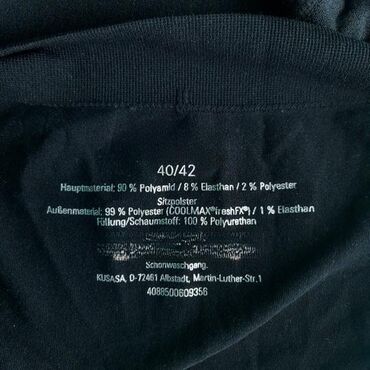 40/42
Hauptmaterial: 90 % Polyamid / 8 % Elasthan / 2 % Polyester
Sitzpolster
Außenmaterial: 99 % Polyester (COOLMAX® freshFX®) / 1 % Elasthan
Füllung/Schaumstoff: 100 % Polyurethan
Schonwaschgang.
KUSASA, D-72461 Albstadt, Martin-Luther-Str.1
4088500609356